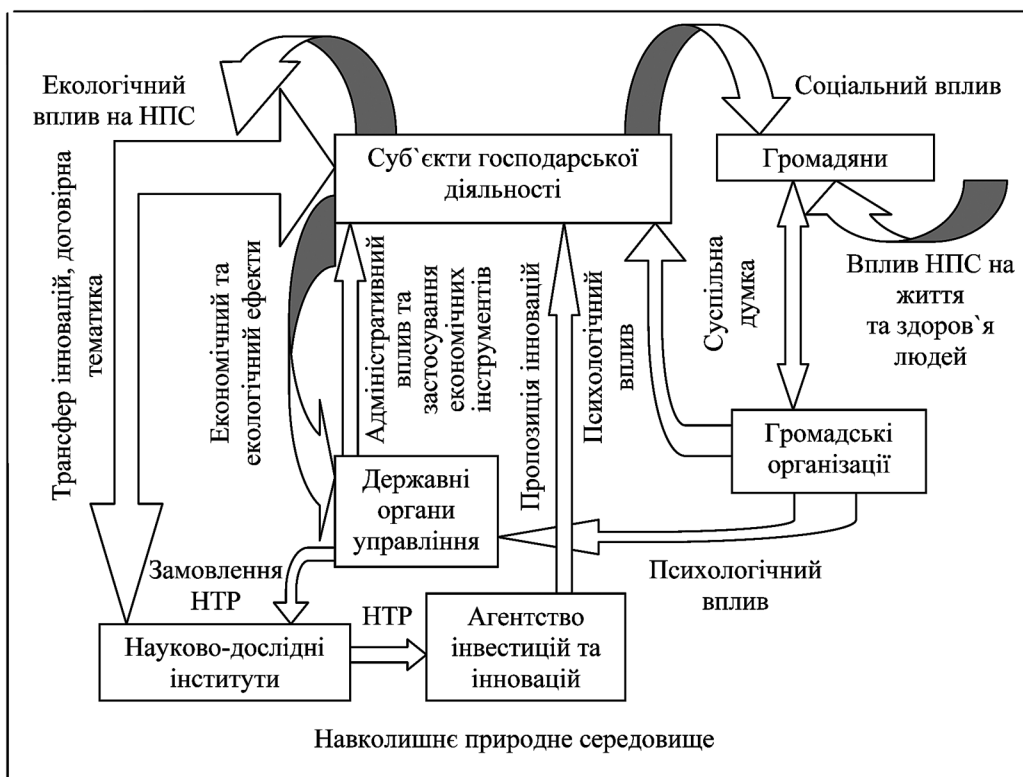 Екологічний
вплив на НПС
Соціальний вплив
Суб`єкти господарської
діяльності
Громадяни
Трансфер інновацій, договірна
тематика
Економічний та
екологічний ефекти
Адміністративний
вплив та
застосування
економічних
інструментів
Пропозиція інновацій
Психологічний
вплив
Суспільна
думка
Вплив НПС на
життя
та здоров`я
людей
Державні
органи
управління
Громадські
організації
Замовлення
НТР
Психологічний
вплив
Науково-дослідні
інститути
НТР
Агентство
інвестицій та
інновацій
Навколишнє природне середовище